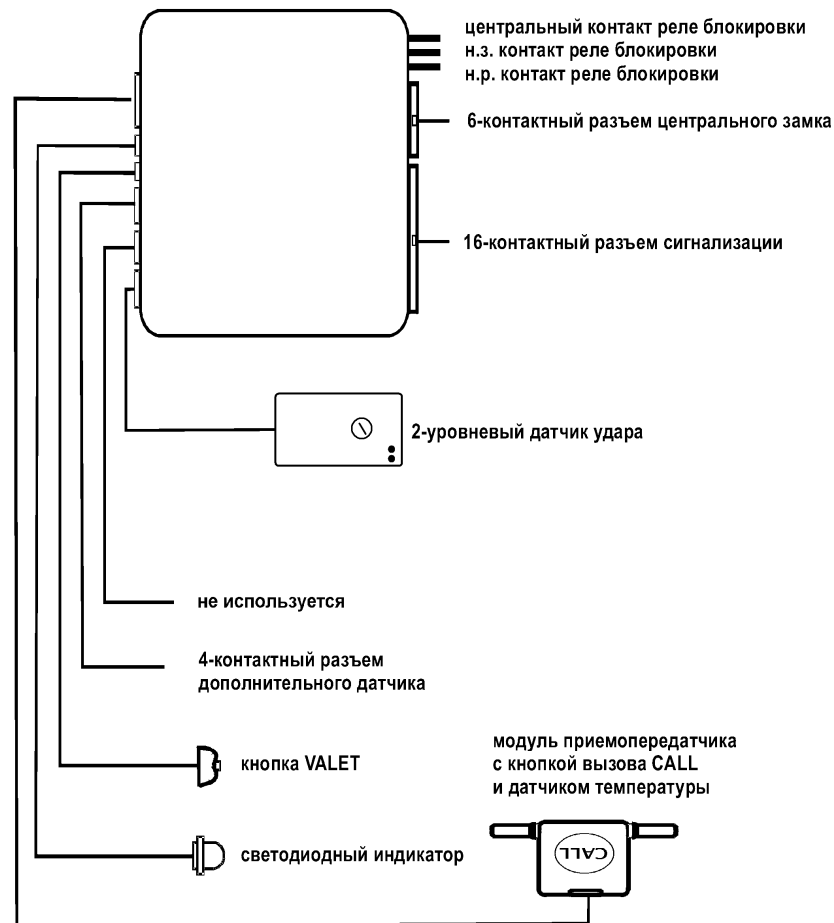 центральный контакт реле блокировки
н.з. контакт реле блокировки
н.р. контакт реле блокировки
6-контактный разъем центрального замка
16-контактный разъем сигнализации
2-уровневый датчик удара
не используется
4-контактный разъем
дополнительного датчика
кнопка VALET
модуль приемопередатчика
с кнопкой вызова CALL
и датчиком температуры
светодиодный индикатор
CALL